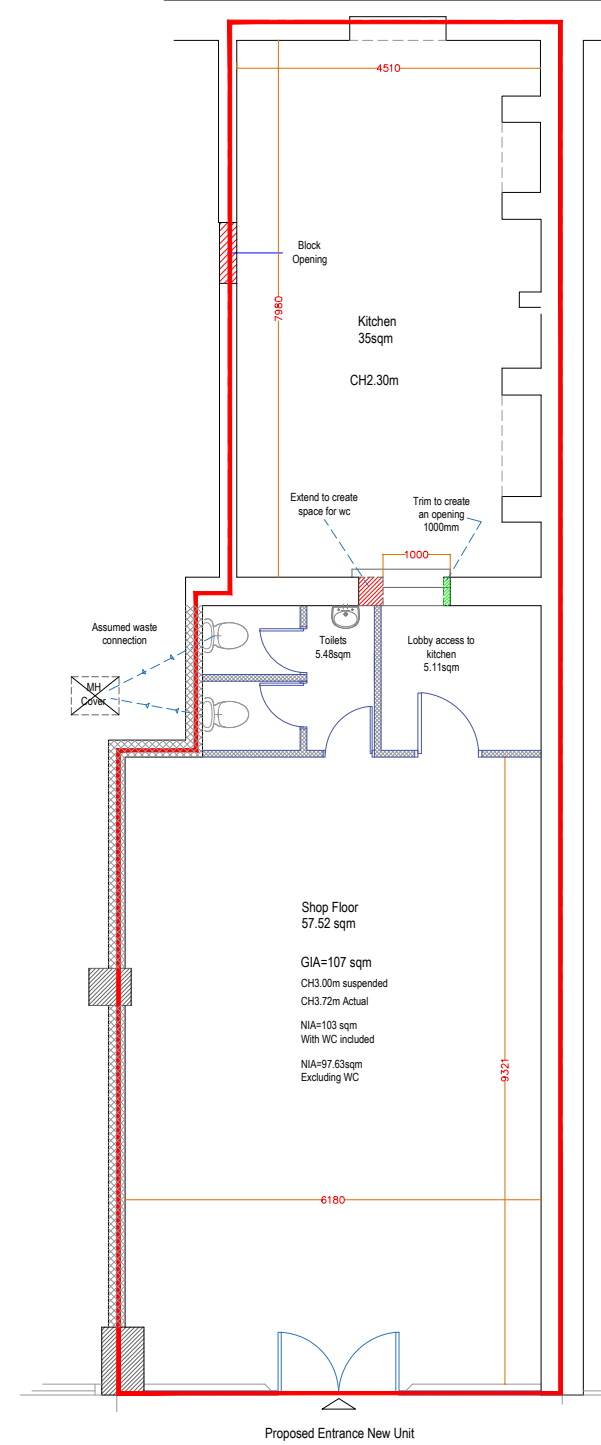 4510
Block
Opening
7980
Kitchen
35sqm
CH2.30m
Extend to create
space for wc
Trim to create
an opening
1000mm
1000
Assumed waste
connection
Toilets
5.48sqm
Lobby access to
kitchen
5.11sqm
MH
Cover
Shop Floor
57.52 sqm
GIA=107 sqm
CH3.00m suspended
CH3.72m Actual
NIA=103 sqm
With WC included
NIA=97.63sqm
Excluding WC
9321
6180
Proposed Entrance New Unit